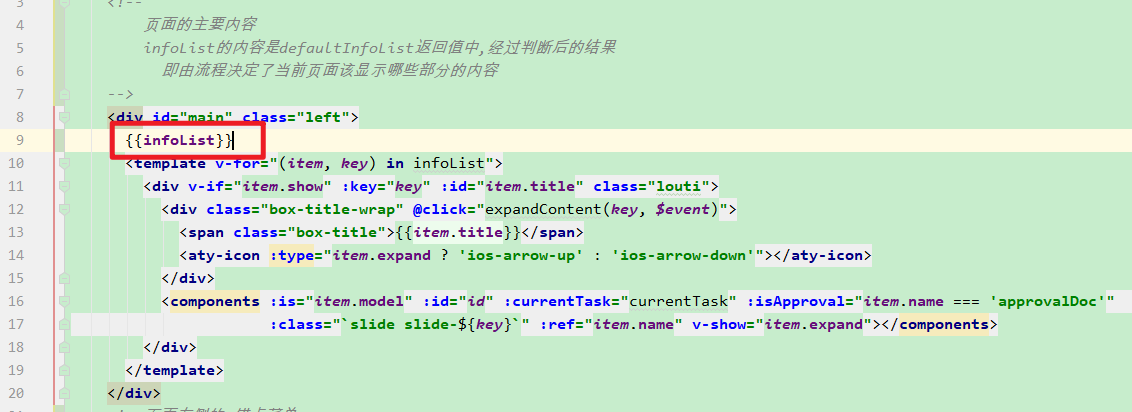 3 <!--
4 页面的主要内容
5 infoList的内容是defaultInfoList返回值中,经过判断后的结果
6 即由流程决定了当前页面该显示哪些部分的内容
7 -->
8 <div id="main" class="left">
9 {{infoList}}
10 <template v-for="(item, key) in infoList">
11 <div v-if="item.show" :key="key" :id="item.title" class="louti">
12 <div class="box-title-wrap" @click="expandContent(key, $event)">
13 <span class="box-title">{{item.title}}</span>
14 <aty-icon :type="item.expand ? 'ios-arrow-up' : 'ios-arrow-down'"></aty-icon>
15 </div>
16 <components :is="item.model" :id="id" :currentTask="currentTask" :isApproval="item.name === 'approvalDoc'"
17 :class="`slide slide-${key}`" :ref="item.name" v-show="item.expand"></components>
18 </div>
19 </template>
20 </div>